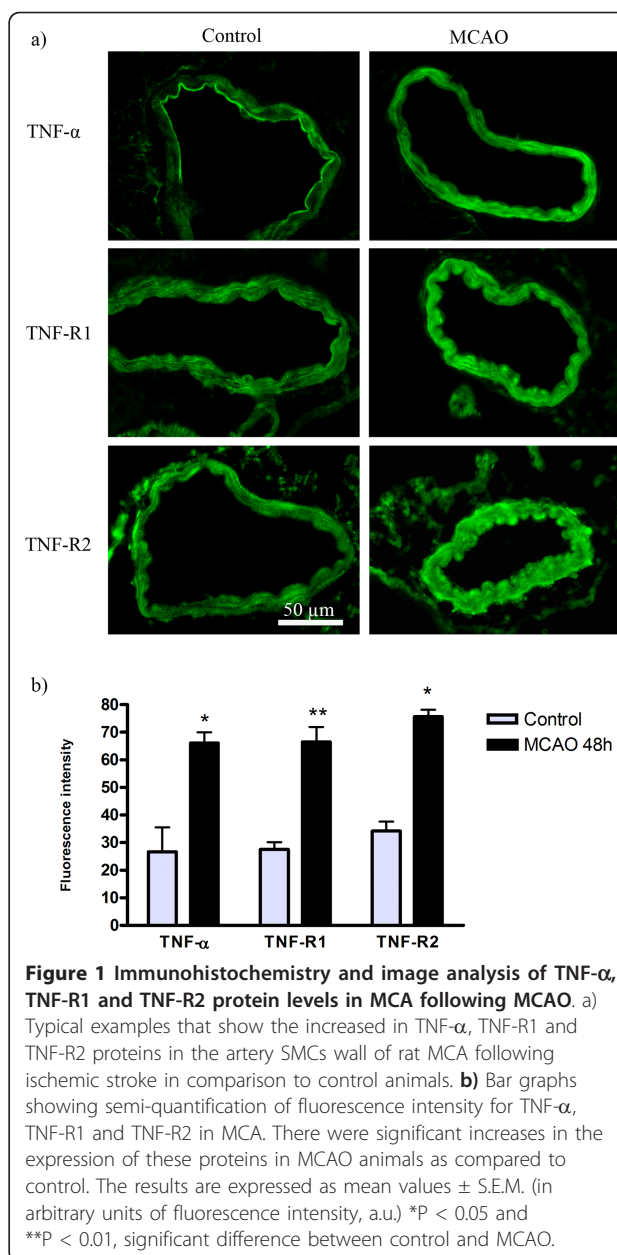 a)
Control
MCAO
TNF-α
TNF-R1
TNF-R2
50 µm
b)
Fluorescence intensity
80
70
60
50
40
30
20
10
0
*
**
*
Control
MCAO 48h
TNF-α
TNF-R1
TNF-R2
Figure 1 Immunohistochemistry and image analysis of TNF-α,
TNF-R1 and TNF-R2 protein levels in MCA following MCAO. a)
Typical examples that show the increased in TNF-α, TNF-R1 and
TNF-R2 proteins in the artery SMCs wall of rat MCA following
ischemic stroke in comparison to control animals. b) Bar graphs
showing semi-quantification of fluorescence intensity for TNF-α,
TNF-R1 and TNF-R2 in MCA. There were significant increases in the
expression of these proteins in MCAO animals as compared to
control. The results are expressed as mean values ± S.E.M. (in
arbitrary units of fluorescence intensity, a.u.) *P < 0.05 and
**P < 0.01, significant difference between control and MCAO.